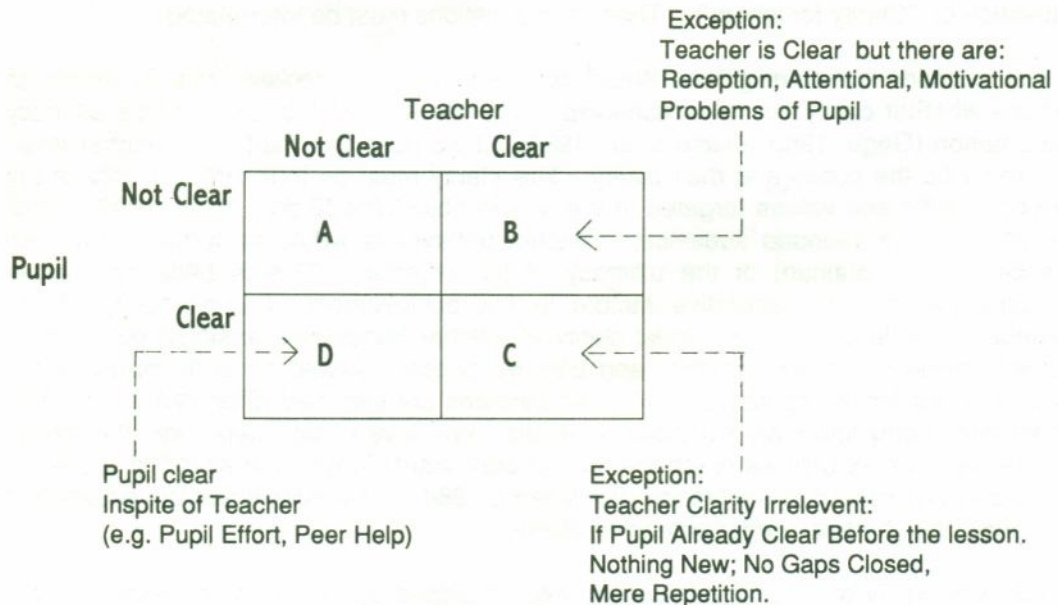 Exception:
Teacher is Clear but there are:
Reception, Attentional, Motivational
Problems of Pupil
Teacher
Not Clear Clear
Not Clear
A B
Pupil
Clear
D C
Pupil clear
Inspite of Teacher
(e.g. Pupil Effort, Peer Help)
Exception:
Teacher Clarity Irrelevent:
If Pupil Already Clear Before the lesson.
Nothing New; No Gaps Closed,
Mere Repetition.